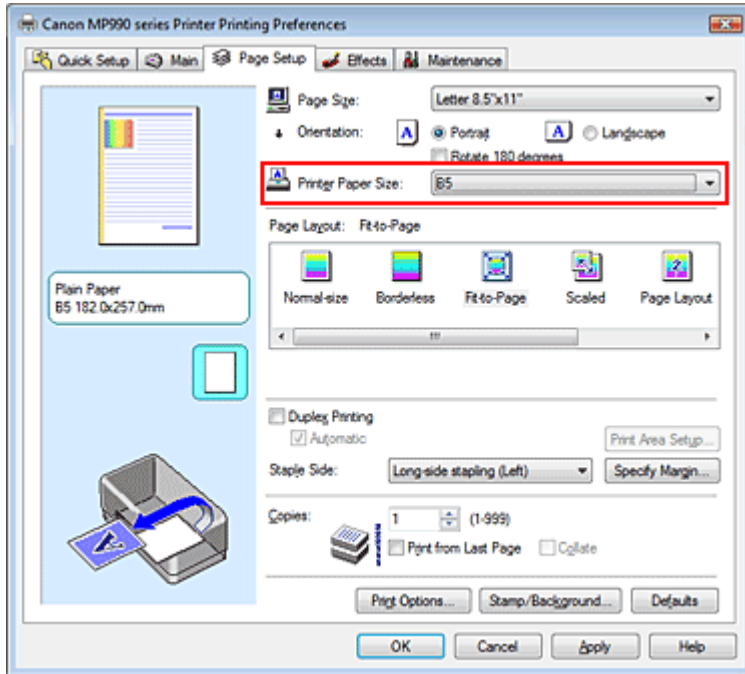 Canon MP990 series Printer Printing Preferences
Quick Setup Main Page Setup Effects Maintenance
Page Size: Letter 8.5"x11"
Orientation: A Portrait A Landscape
Rotate 180 degrees
Printer Paper Size: B5
Page Layout: Fit-to-Page
Normal-size Borderless Fit-to-Page Scaled Page Layout
Plain Paper
B5 182.0x257.0mm
Duplex Printing
Automatic
Print Area Setup...
Staple Side: Long-side stapling (Left) Specify Margin...
Copies: 1 (1-999)
Print from Last Page Collate
Print Options... Stamp/Background... Defaults
OK Cancel Apply Help